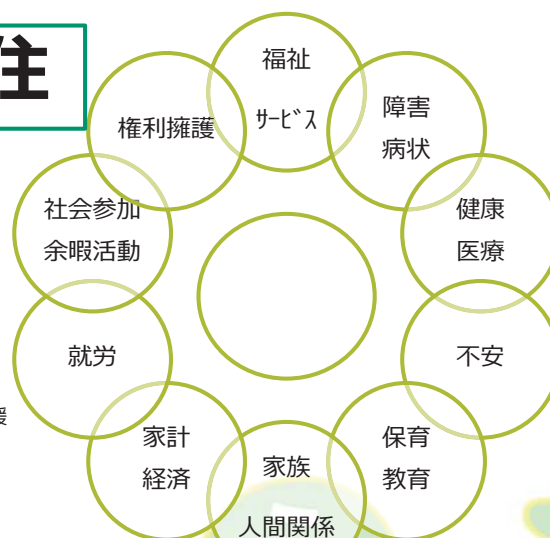 住
福祉
サービス
障害
病状
健康
医療
不安
保育
教育
家族
人間関係
家計
経済
就労
社会参加
余暇活動
権利擁護
援